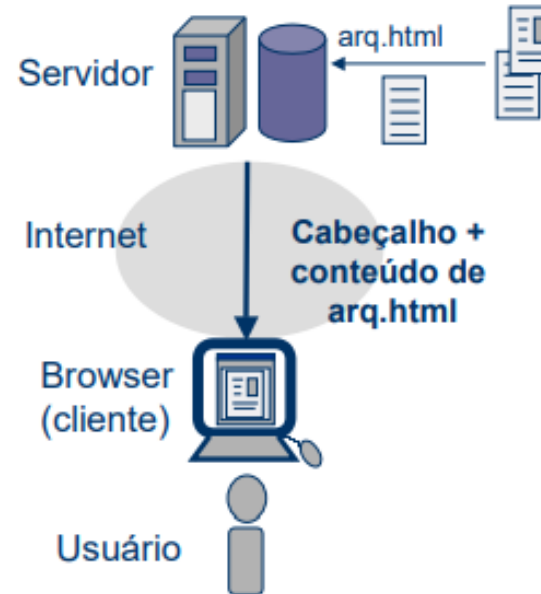 arq.html
Servidor
Internet
Cabeçalho +
conteúdo de
arq.html
Browser
(cliente)
Usuário